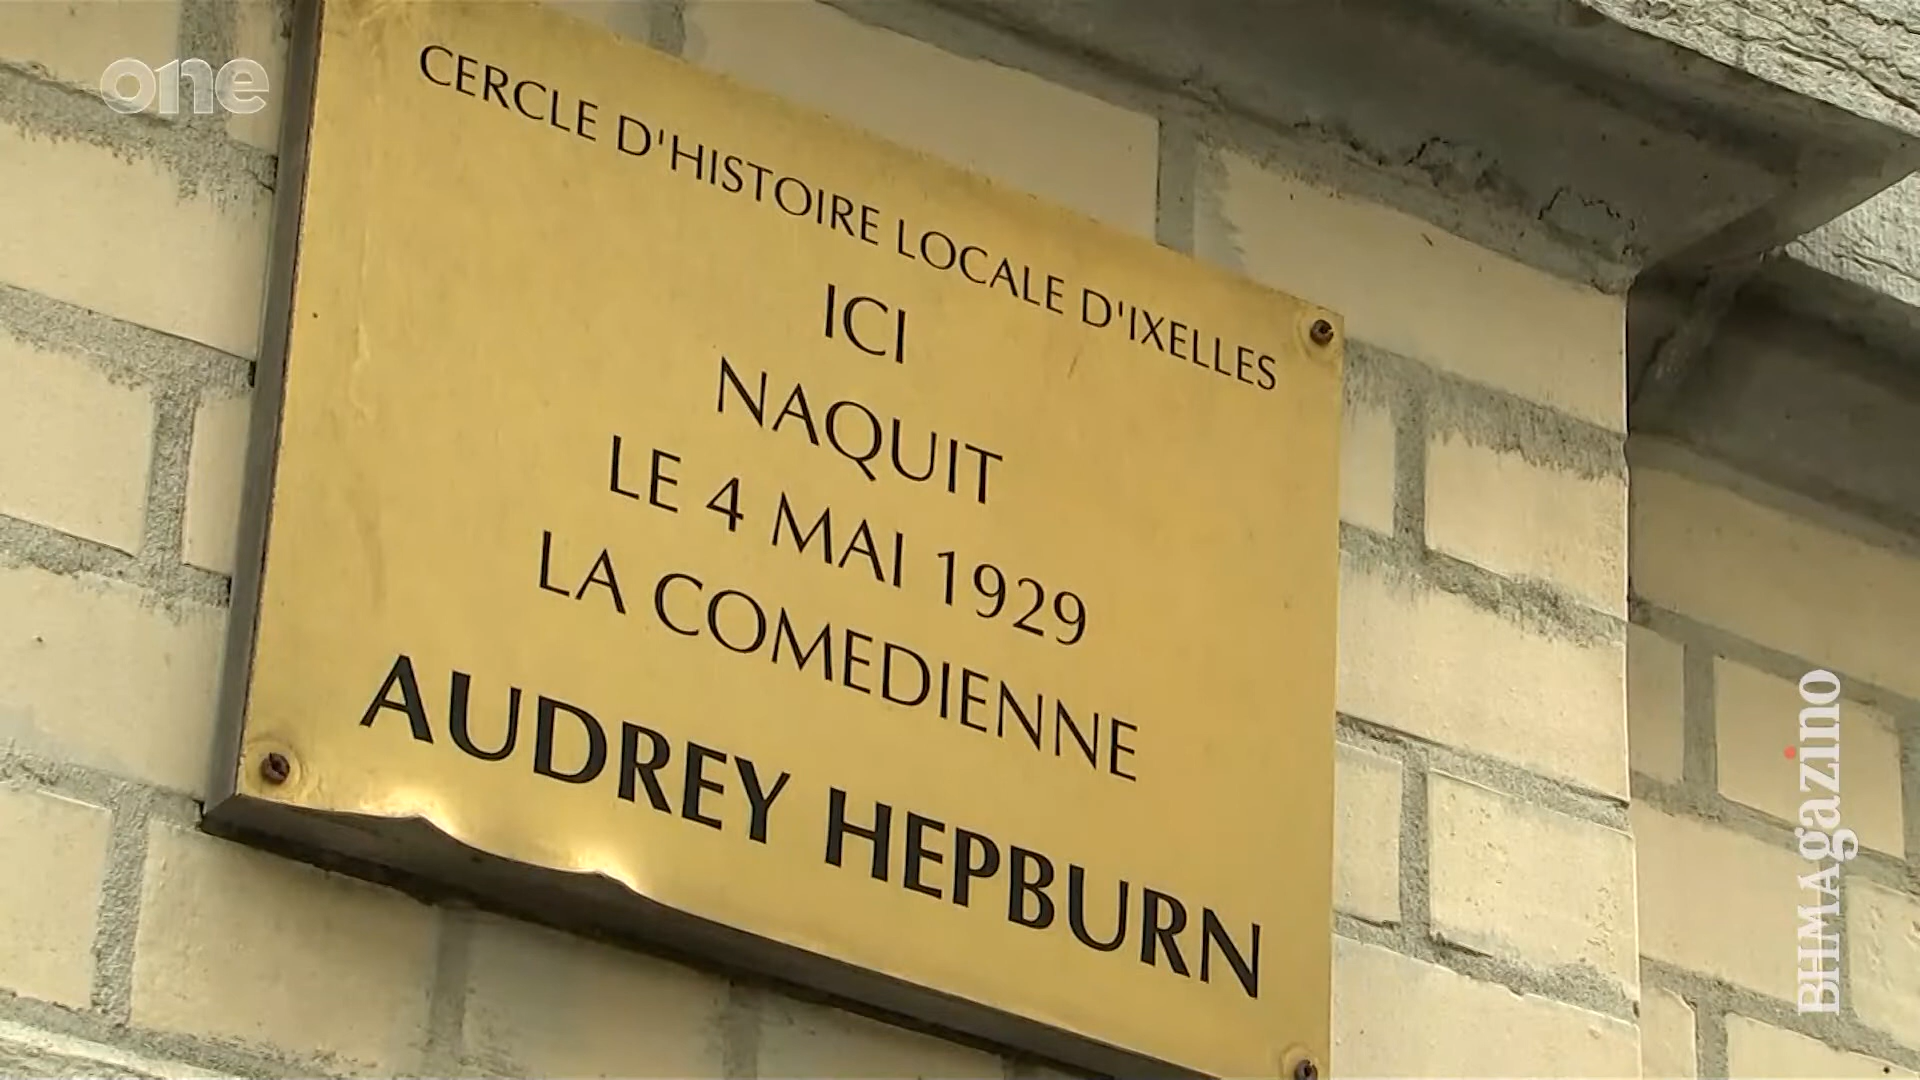 one
CERCLE D'HISTOIRE LOCALE D'IXELLES
ICI
NAQUIT
LE 4 MAI 1929
LA COMEDIENNE
AUDREY HEPBURN
BHMAgazino